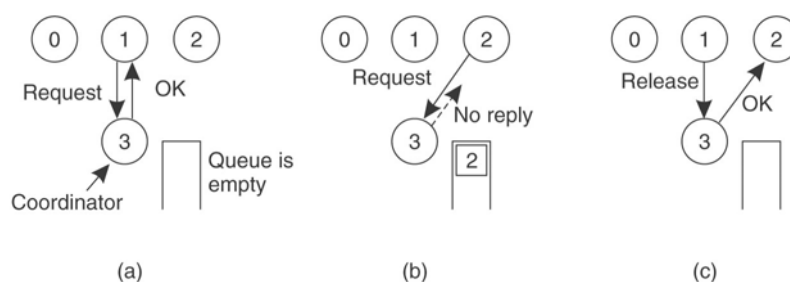 0 1 2
Request OK
3
Queue is
empty
Coordinator
(a)
0 1 2
Request
No reply
3
2
(b)
0 1 2
Release
OK
3
(c)